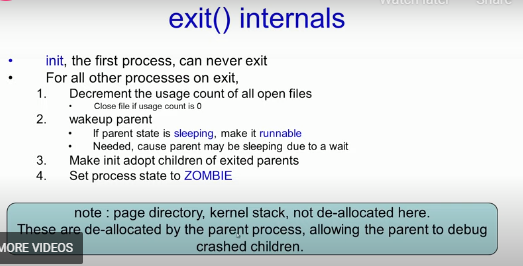 Watch later Share
exit() internals
• init, the first process, can never exit
• For all other processes on exit,
1. Decrement the usage count of all open files
• Close file if usage count is 0
2. wakeup parent
• If parent state is sleeping, make it runnable
• Needed, cause parent may be sleeping due to a wait
3. Make init adopt children of exited parents
4. Set process state to ZOMBIE
note : page directory, kernel stack, not de-allocated here.
These are de-allocated by the parent process, allowing the parent to debug
crashed children.
MORE VIDEOS